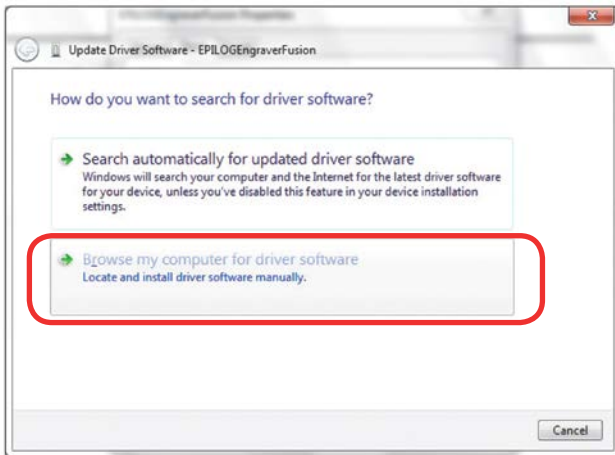 Update Driver Software - EPILOGEngraverFusion
How do you want to search for driver software?
Search automatically for updated driver software
Windows will search your computer and the Internet for the latest driver software
for your device, unless you've disabled this feature in your device installation
settings.
Browse my computer for driver software
Locate and install driver software manually.
Cancel